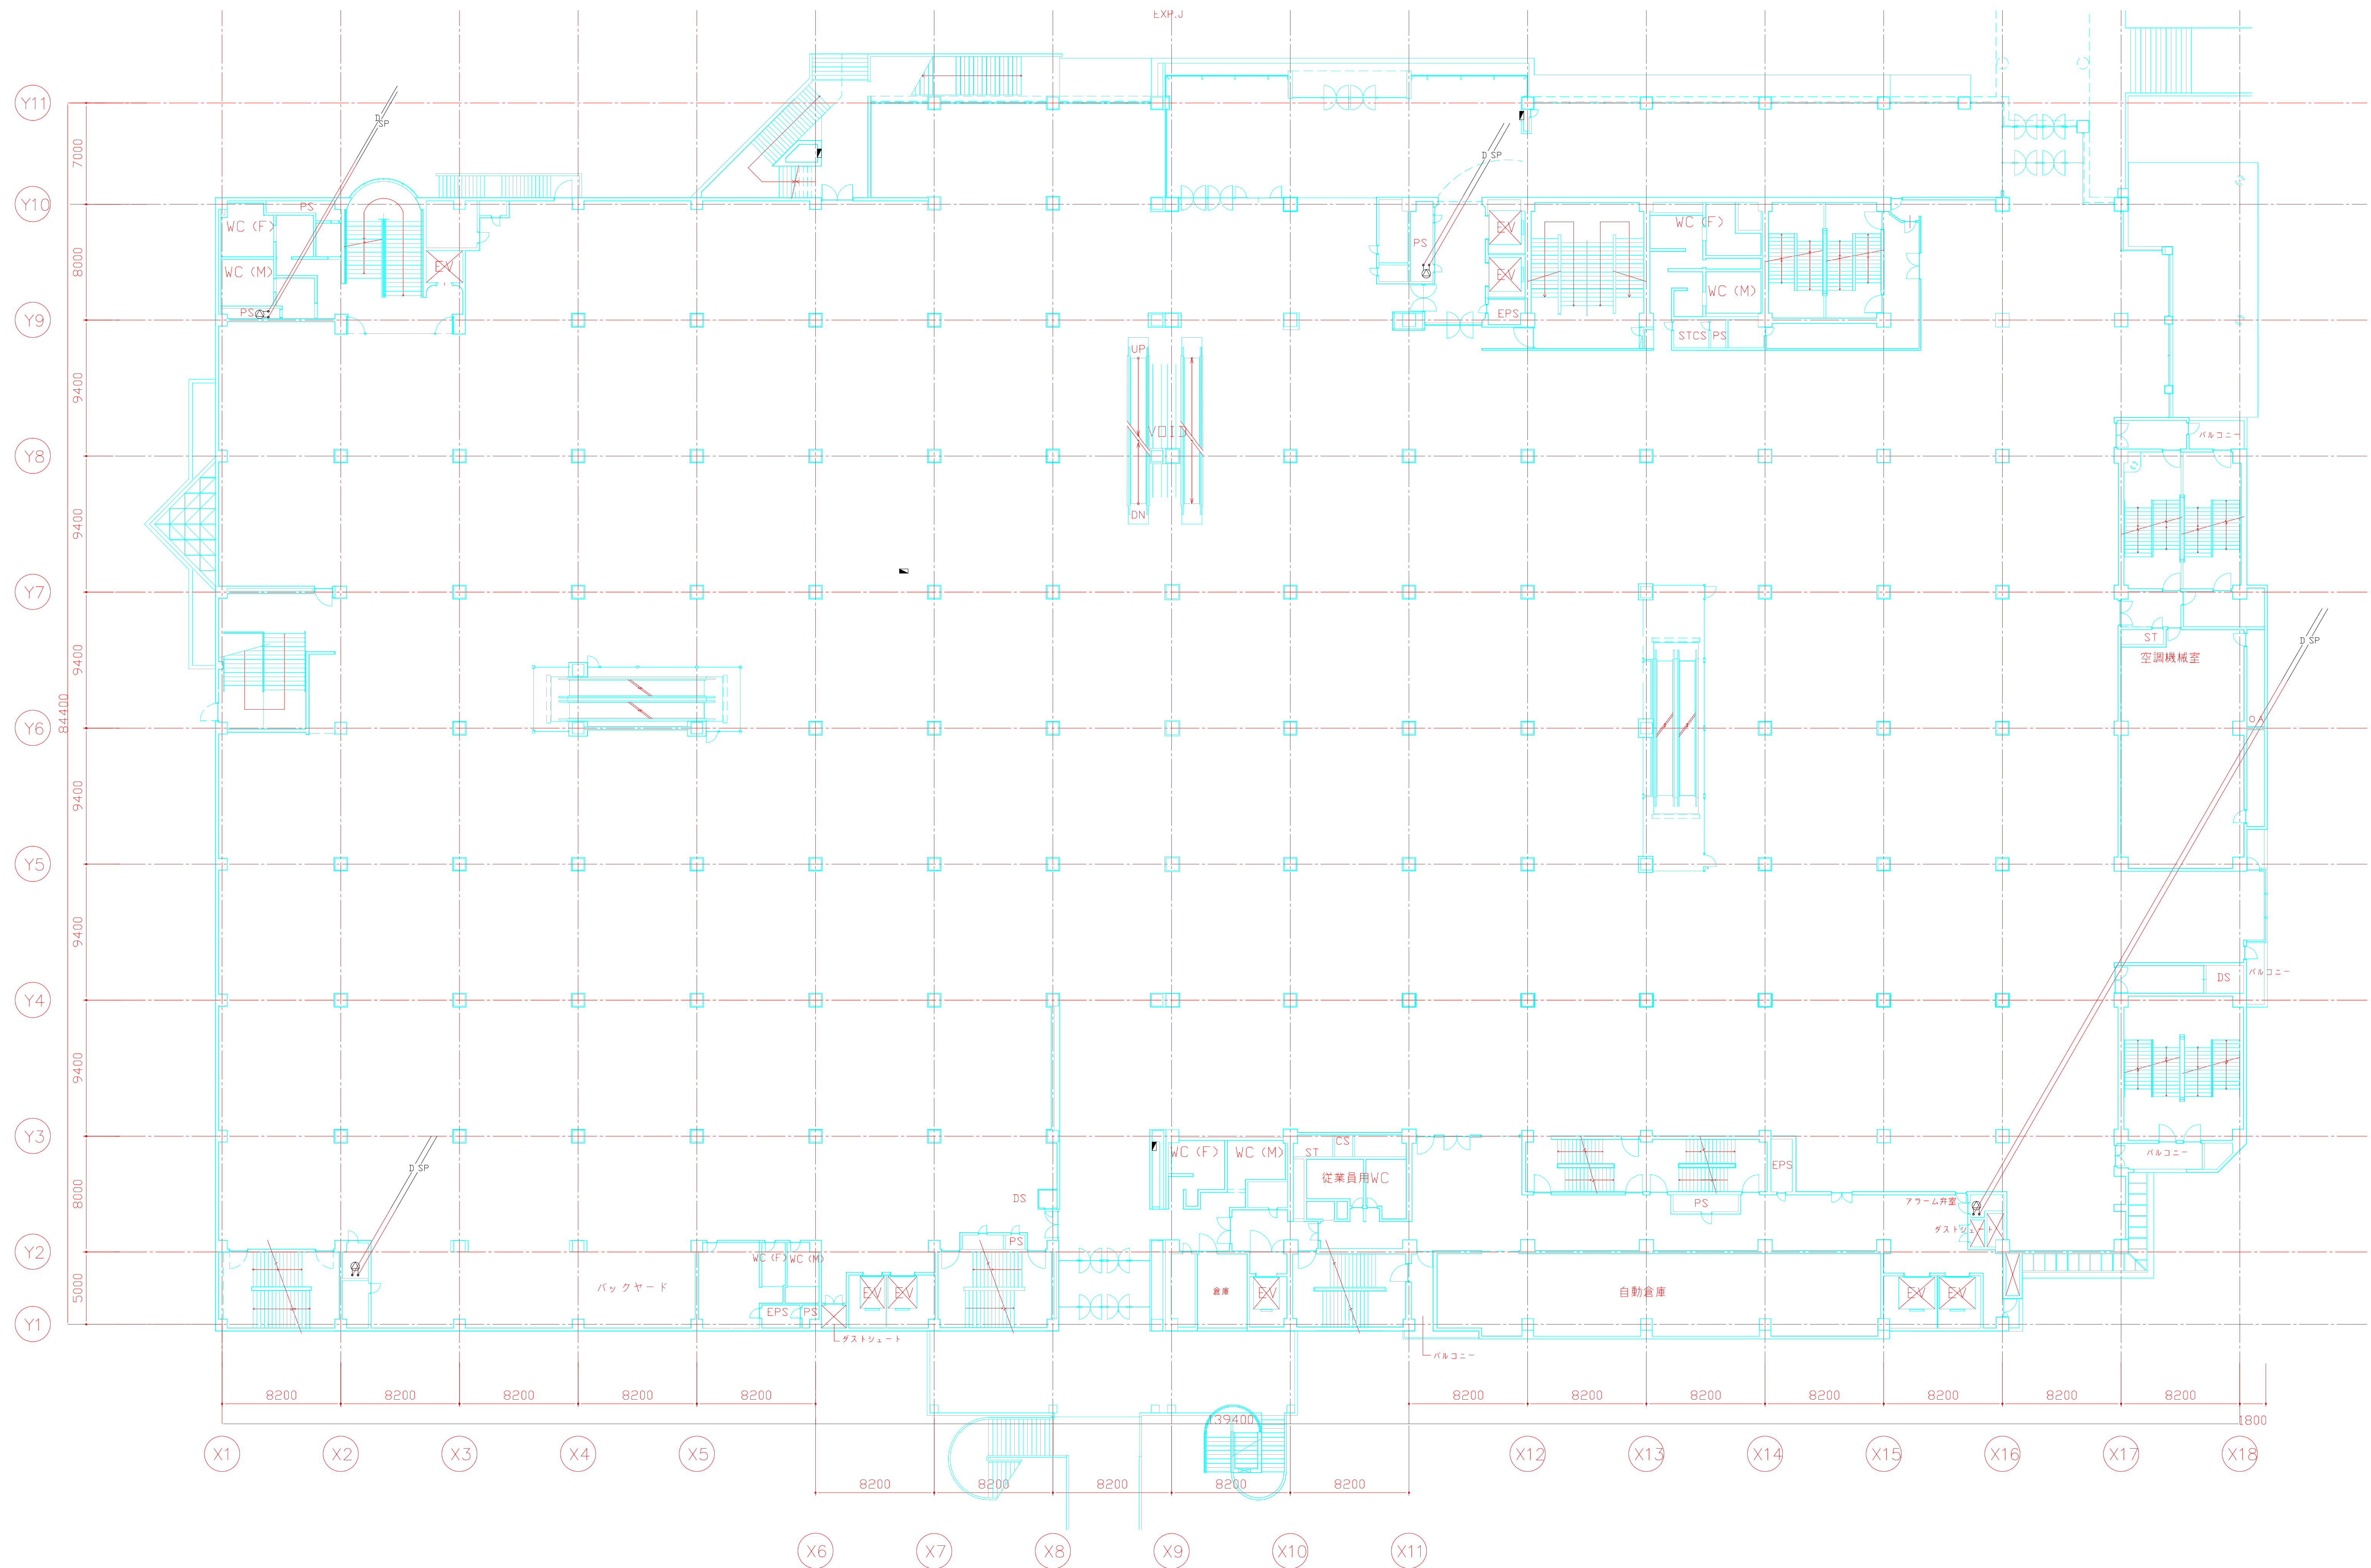 EXP.J
Y11
D
SP
D SP
7000
Y10
PS
WC (F)
WC (F)
EV
PS
8000
WC (M)
EV
EV
WC (M)
Y9
PS
EPS
STCS
PS
UP
9400
VOID
Y8
バルコニー
DN
9400
Y7
ST
D SP
9400
空調機械室
84400
Y6
OA
9400
Y5
9400
DS
バルコニー
Y4
9400
Y3
CS
WC (F)
WC (M)
ST
バルコニー
D SP
EPS
従業員用WC
8000
DS
PS
アラーム弁室
ダストシュート
PS
Y2
WC (F)
WC (M)
5000
バックヤード
EV
EV
倉庫
EV
自動倉庫
EV
EV
EPS
PS
Y1
ダストシュート
バルコニー
8200
8200
8200
8200
8200
8200
8200
8200
8200
8200
8200
8200
139400
1800
X1
X2
X3
X4
X5
X12
X13
X14
X15
X16
X17
X18
8200
8200
8200
8200
8200
X6
X7
X8
X9
X10
X11